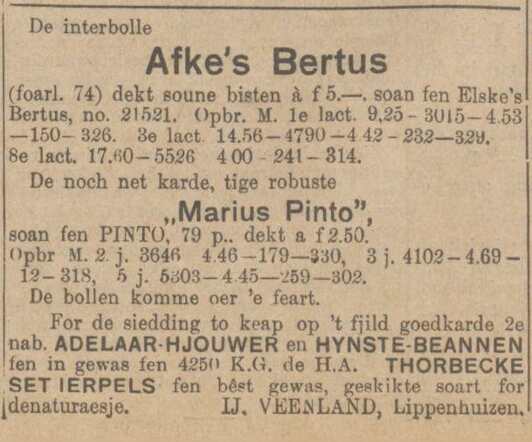 De interbolle
Afke's Bertus
(foarl. 74) dekt soune bisten à f 5.—. soan fen Elske's
Bertus, no. 21521. Opbr. M. 1e lact. 9,25-3015-4.53
—150-326. 3e lact. 14.56-4790-4.42-232-329.
8e lact. 17.60-5526 4 00-241-314.
De noch net karde, tige robuste
„Marius Pinto”,
soan fen PINTO, 79 p.. dekt a f 2.50.
Opbr M. 2. j. 3646 4.46-179-330, 3 j. 4102-4.69-
12-318, 5 j. 5303-4.45-259-302.
De bollen komme oer 'e feart.
For de siedding to keap op 't fjild goedkarde 2e
nab. ADELAAR-HJOUWER en HYNSTE-BEANNEN
fen in gewas fen 4250 K.G. de H.A. THORBECKE
SET IERPELS fen bêst gewas, geskikte soart for
denaturaesje. IJ. VEENLAND, Lippenhuizen.